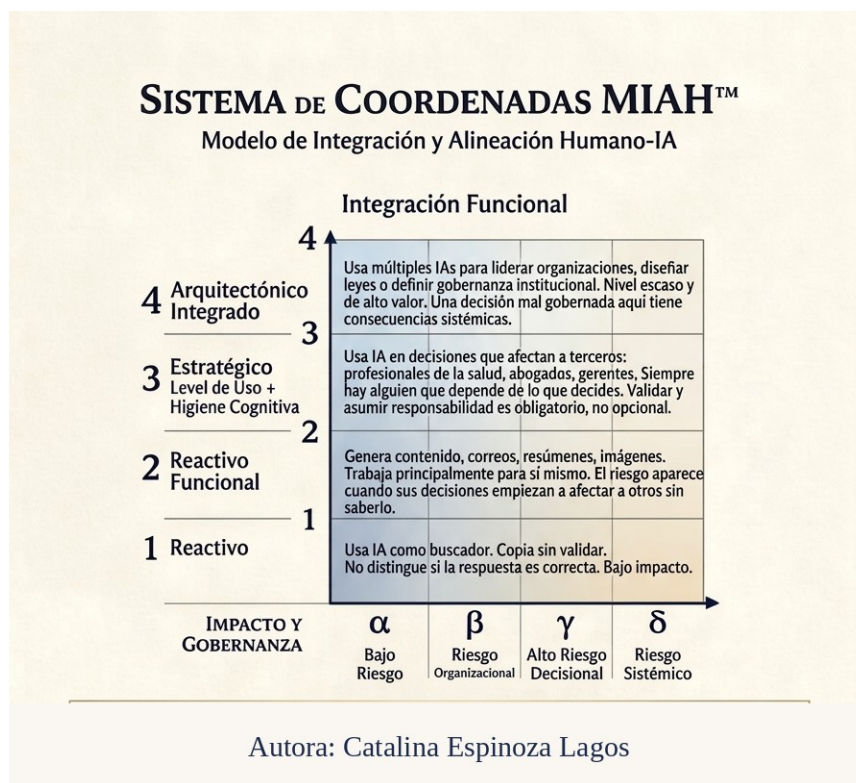 SISTEMA DE COORDENADAS MIAH™
Modelo de Integración y Alineación Humano-IA
Integración Funcional
4
4 Arquitectónico
Integrado
Usa múltiples IAs para liderar organizaciones, diseñar
leyes o definir gobernanza institucional. Nivel escaso y
de alto valor. Una decisión mal gobernada aqui tiene
consecuencias sistémicas.
3
3 Estratégico
Level de Uso +
Higiene Cognitiva
Usa IA en decisiones que afectan a terceros:
profesionales de la salud, abogados, gerentes, Siempre
hay alguien que depende de lo que decides. Validar y
asumir responsabilidad es obligatorio, no opcional.
2
2 Reactivo
Funcional
Genera contenido, correos, resúmenes, imágenes.
Trabaja principalmente para sí mismo. El riesgo aparece
cuando sus decisiones empiezan a afectar a otros sin
saberlo.
1
1 Reactivo
Usa IA como buscador. Copia sin validar.
No distingue si la respuesta es correcta. Bajo impacto.
IMPACTO Y
GOBERNANZA
α
Bajo
Riesgo
β
Riesgo
Organizacional
γ
Alto Riesgo
Decisional
δ
Riesgo
Sistémico
Autora: Catalina Espinoza Lagos